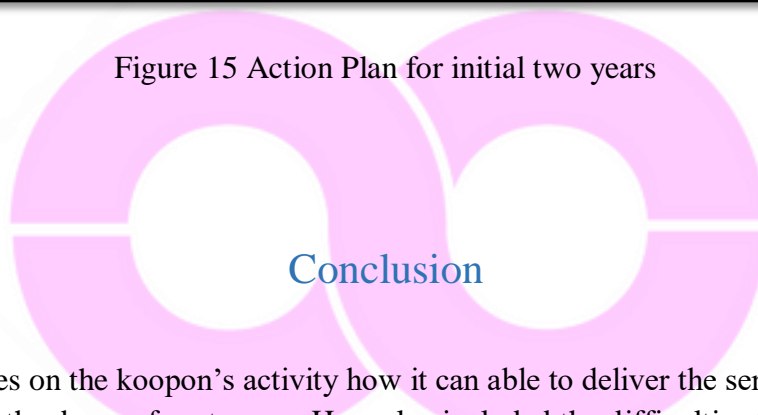 Figure 15 Action Plan for initial two years
Conclusion
es on the koopon’s activity how it can able to deliver the ser